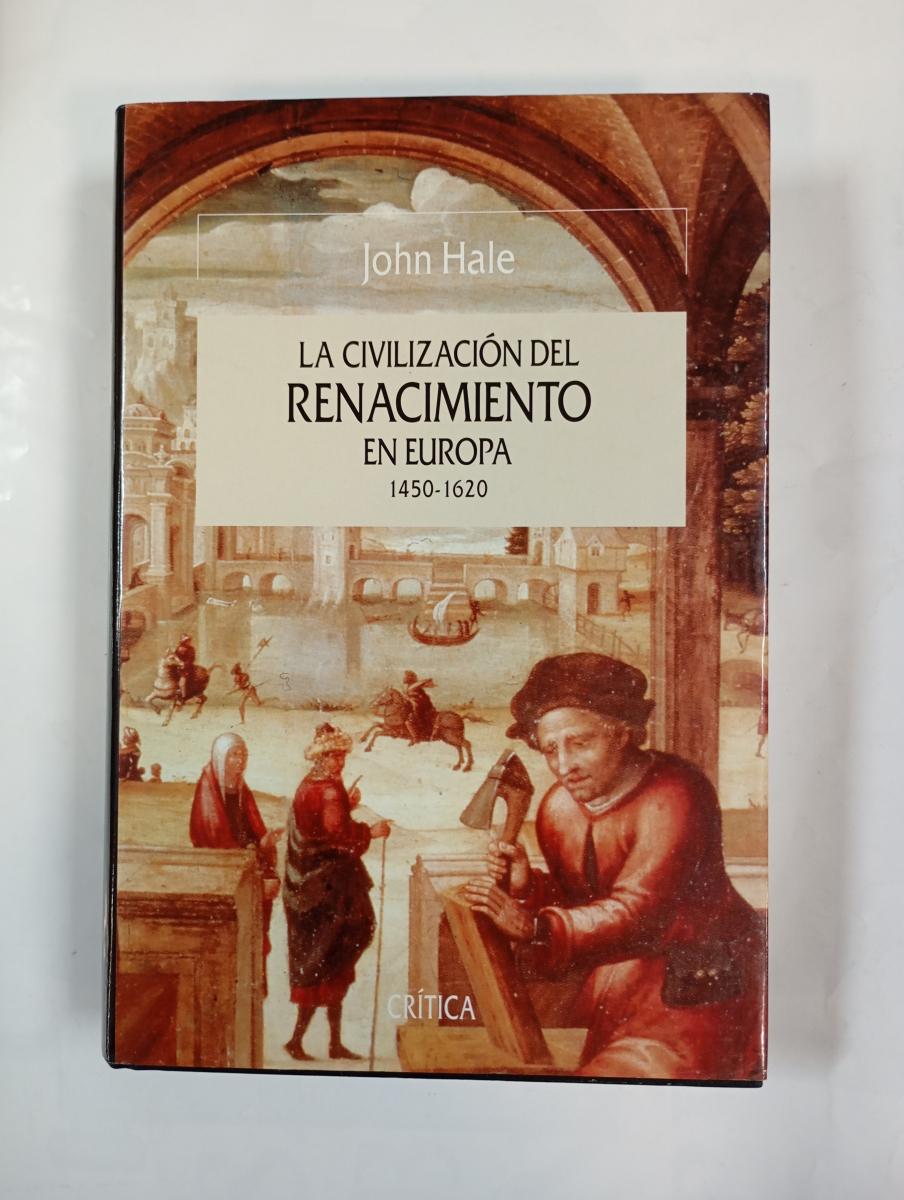 John Hale
LA CIVILIZACIÓN DEL
RENACIMIENTO
EN EUROPA
1450-1620
CRÍTICA